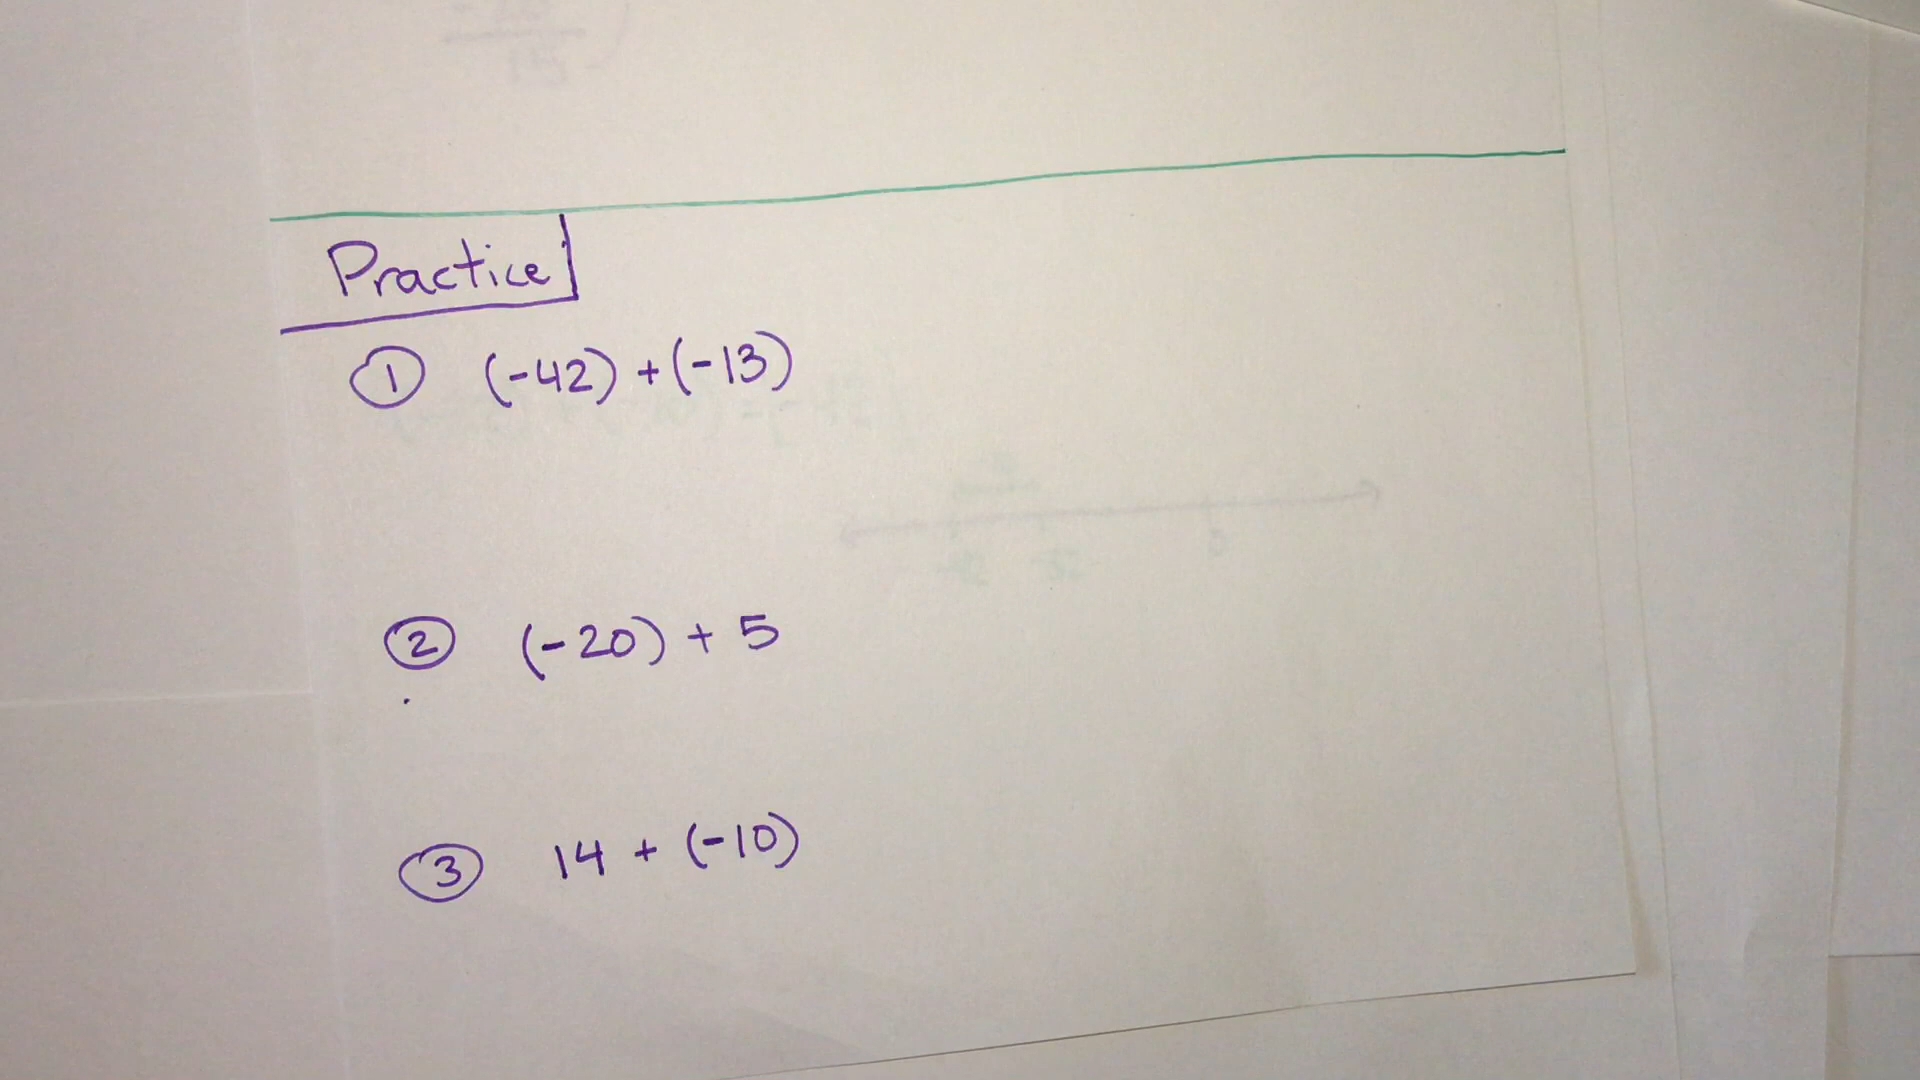 Practice
① (-42) + (-13)
② (-20) + 5
③ 14 + (-10)